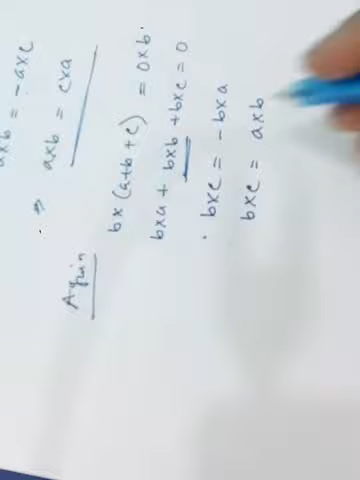 a×b = -a×c
⇒ a×b = c×a
Again
b×(a+b+c) = 0×b.
b×a + b×b + b×c = 0
. b×c = -b×a
b×c = a×b